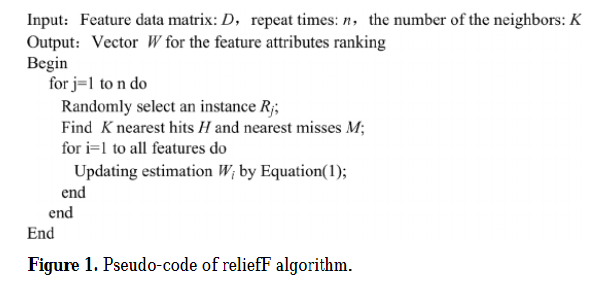 Input: Feature data matrix: D, repeat times: n, the number of the neighbors: K
Output: Vector W for the feature attributes ranking
Begin
for j=1 to n do
Randomly select an instance Rj;
Find K nearest hits H and nearest misses M;
for i=1 to all features do
Updating estimation Wi by Equation(1);
end
end
End
Figure 1. Pseudo-code of reliefF algorithm.